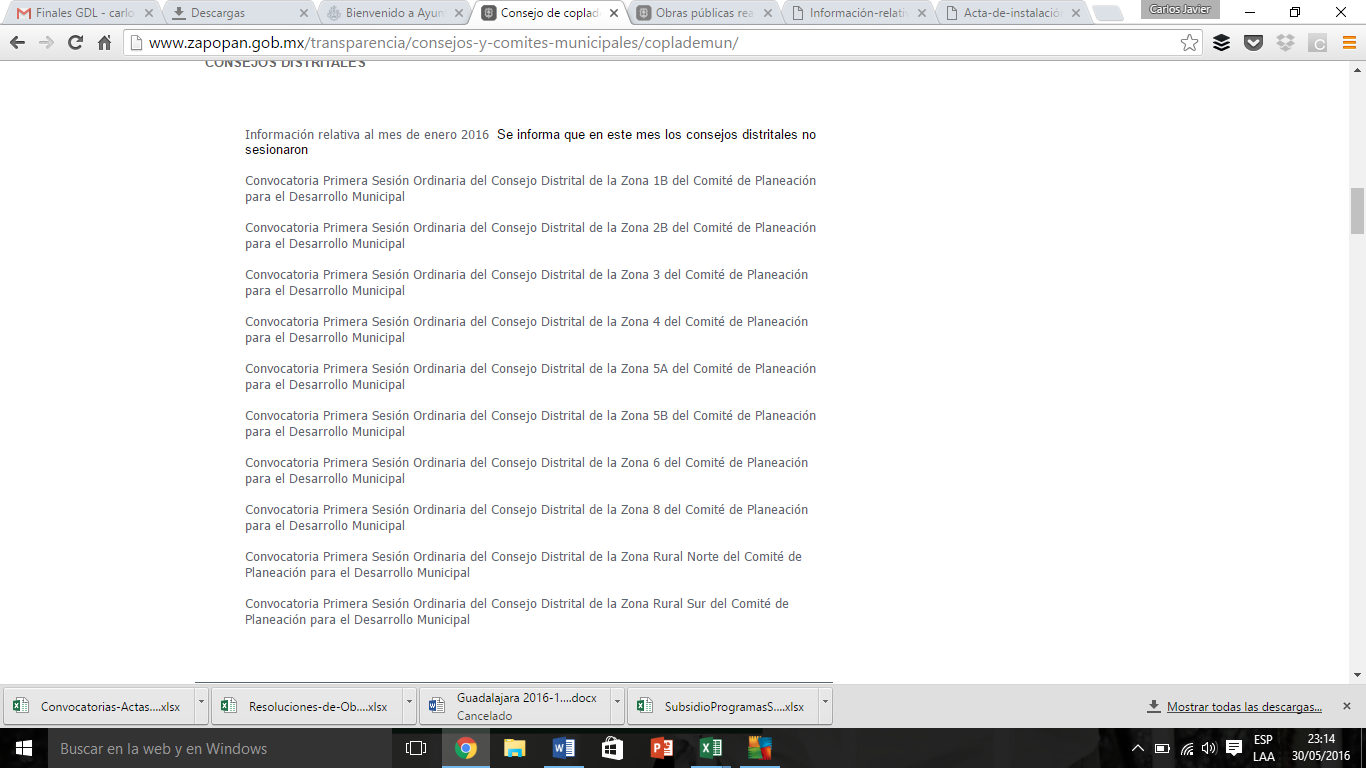 Carlos Javier
Finales GDL - carlo
Descargas
Bienvenido a Ayun
Consejo de coplad
Obras públicas rea
Información-relati
Acta-de-instalació
www.zapopan.gob.mx/transparencia/consejos-y-comites-municipales/coplademun/
CONSEJOS DISTRITALES
Información relativa al mes de enero 2016 Se informa que en este mes los consejos distritales no
sesionaron
Convocatoria Primera Sesión Ordinaria del Consejo Distrital de la Zona 1B del Comité de Planeación
para el Desarrollo Municipal
Convocatoria Primera Sesión Ordinaria del Consejo Distrital de la Zona 2B del Comité de Planeación
para el Desarrollo Municipal
Convocatoria Primera Sesión Ordinaria del Consejo Distrital de la Zona 3 del Comité de Planeación
para el Desarrollo Municipal
Convocatoria Primera Sesión Ordinaria del Consejo Distrital de la Zona 4 del Comité de Planeación
para el Desarrollo Municipal
Convocatoria Primera Sesión Ordinaria del Consejo Distrital de la Zona 5A del Comité de Planeación
para el Desarrollo Municipal
Convocatoria Primera Sesión Ordinaria del Consejo Distrital de la Zona 5B del Comité de Planeación
para el Desarrollo Municipal
Convocatoria Primera Sesión Ordinaria del Consejo Distrital de la Zona 6 del Comité de Planeación
para el Desarrollo Municipal
Convocatoria Primera Sesión Ordinaria del Consejo Distrital de la Zona 8 del Comité de Planeación
para el Desarrollo Municipal
Convocatoria Primera Sesión Ordinaria del Consejo Distrital de la Zona Rural Norte del Comité de
Planeación para el Desarrollo Municipal
Convocatoria Primera Sesión Ordinaria del Consejo Distrital de la Zona Rural Sur del Comité de
Planeación para el Desarrollo Municipal
Convocatorias-Actas....xlsx
Resoluciones-de-Ob....xlsx
Guadalajara 2016-1....docx
Cancelado
SubsidioProgramasS....xlsx
Mostrar todas las descargas...
Buscar en la web y en Windows
ESP
LAA
23:14
30/05/2016